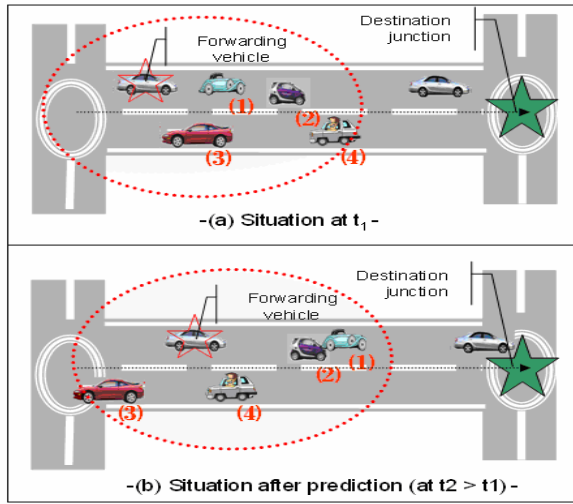 Destination
junction
Forwarding
vehicle
(1)
(2)
(3)
(4)
-(a) Situation at t₁ -
Destination
junction
Forwarding
vehicle
(1)
(2)
(3)
(4)
-(b) Situation after prediction (at t2 > t1) -